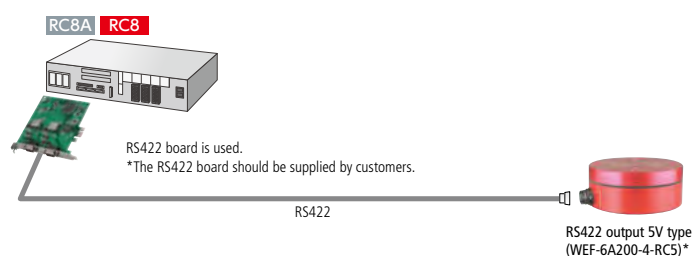 RC8A RC8
RS422 board is used.
*The RS422 board should be supplied by customers.
RS422
RS422 output 5V type
(WEF-6A200-4-RC5)*